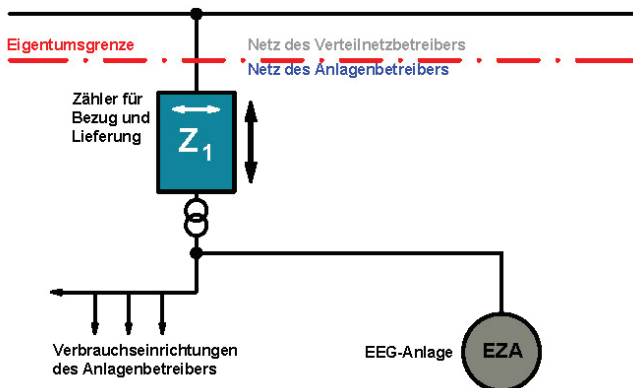 Eigentumsgrenze
Netz des Verteilnetzbetreibers
Netz des Anlagenbetreibers
Zähler für
Bezug und
Lieferung
Z1
Verbrauchseinrichtungen
des Anlagenbetreibers
EEG-Anlage
EZA